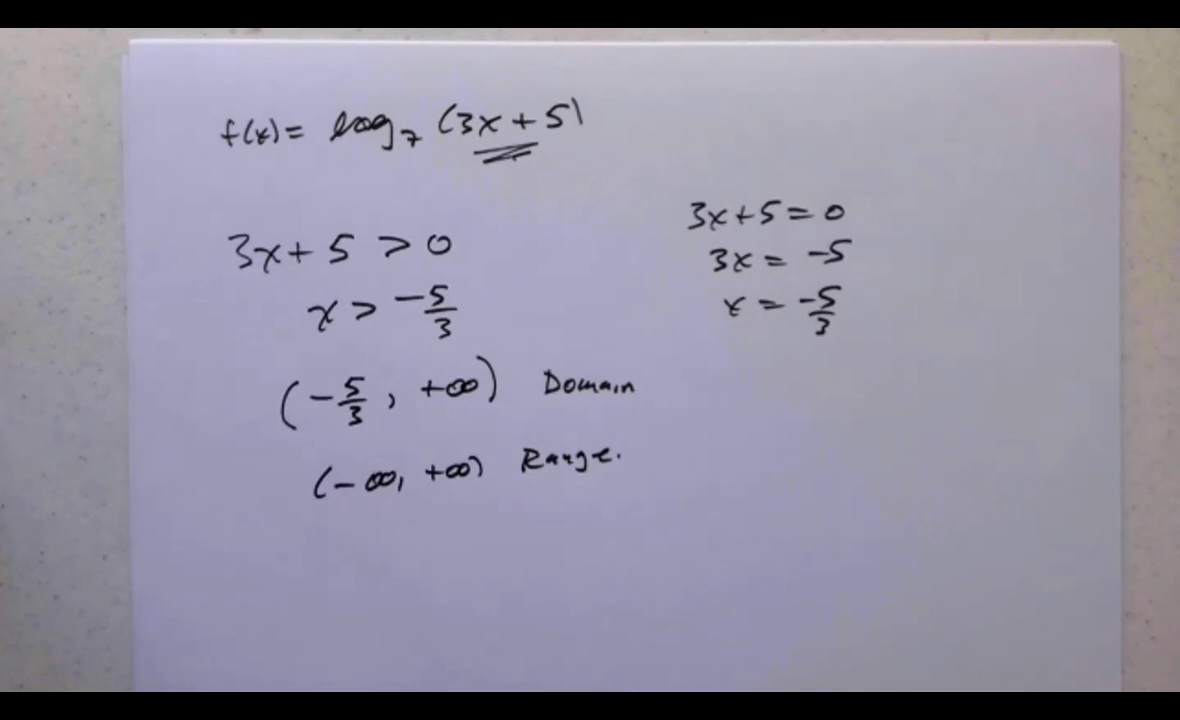 f(x) = log₇ (3x + 5)
3x + 5 > 0
x > -5/3
(-5/3, +∞) Domain
(-∞, +∞) Range.
3x + 5 = 0
3x = -5
x = -5/3